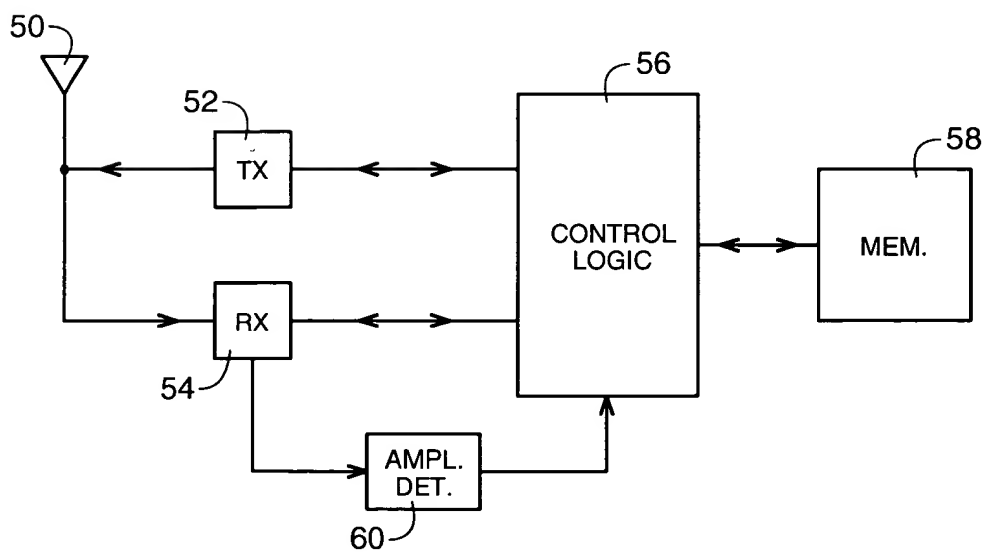 50
52
56
58
TX
CONTROL
LOGIC
MEM.
RX
54
AMPL.
DET.
60